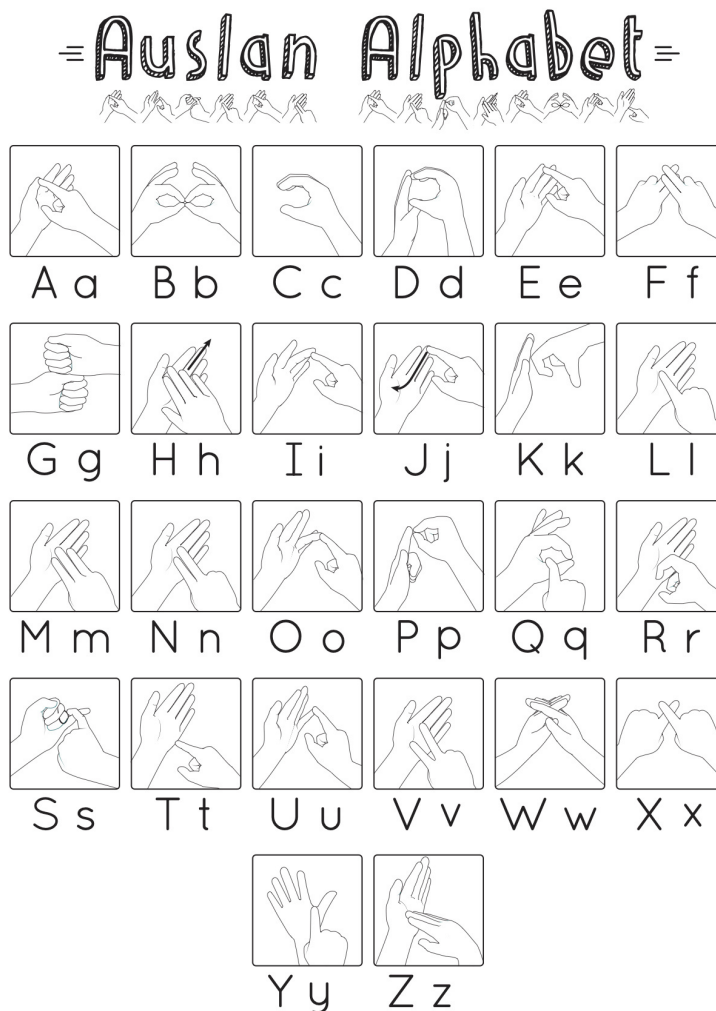 Auslan Alphabet
A a B b C c D d E e F f
G g H h I i J j K k L l
M m N n O o P p Q q R r
S s T t U u V v W w X x
Y y Z z